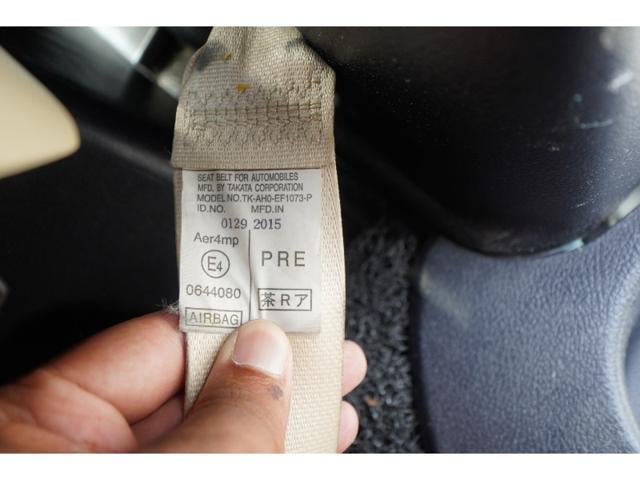 SEAT BELT FOR AUTOMOBILES
MFD. BY TAKATA CORPORATION
MODEL NO. TK-AH0-EF1073-P
ID.NO. MFD.IN
0129 2015
Aer4mp
E4
0644080
AIRBAG
PRE
茶Rア